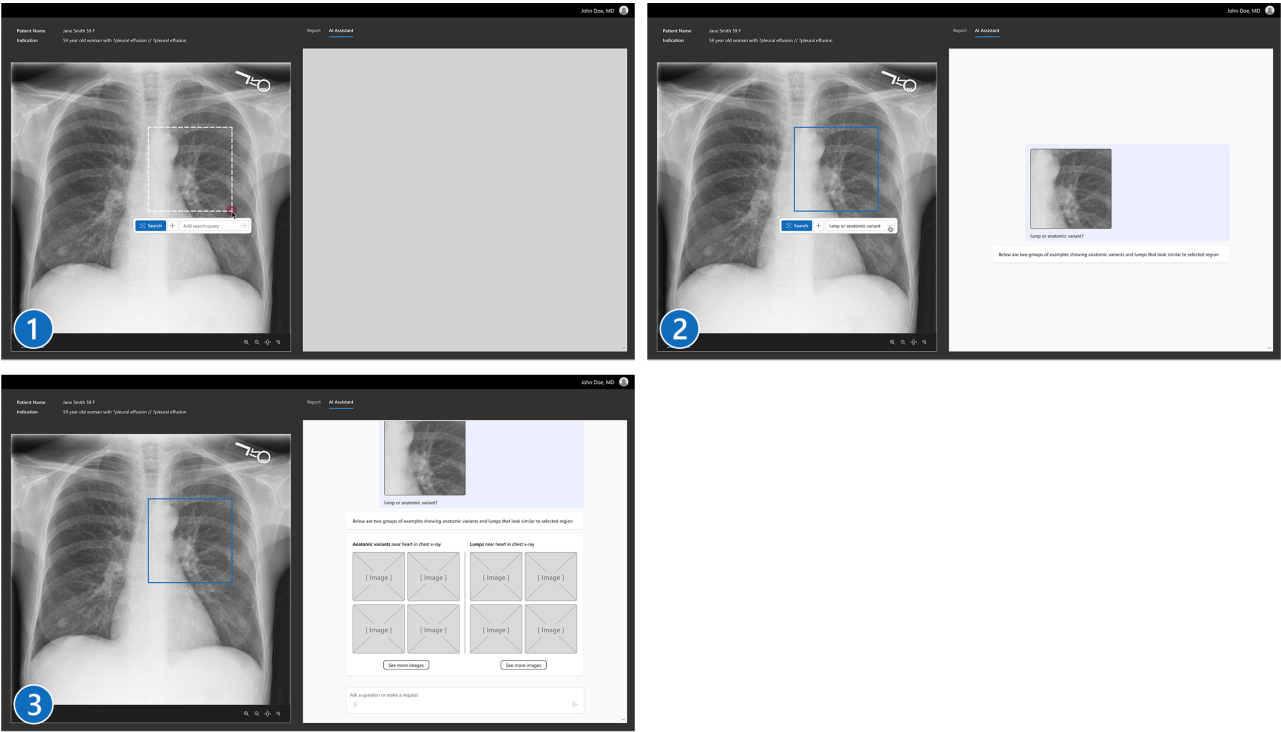 John Doe, MD
Patient Name Jane Smith 59 F
Indication 59 year old woman with ?pleural effusion // ?pleural effusion
Report AI Assistant
Search + Add search query
1
John Doe, MD
Patient Name Jane Smith 59 F
Indication 59 year old woman with ?pleural effusion // ?pleural effusion
Report AI Assistant
Search + lump or anatomic variant
lump or anatomic variant?
Below are two groups of examples showing anatomic variants and lumps that look similar to selected region
2
John Doe, MD
Patient Name Jane Smith 59 F
Indication 59 year old woman with ?pleural effusion // ?pleural effusion
Report AI Assistant
lump or anatomic variant?
Below are two groups of examples showing anatomic variants and lumps that look similar to selected region
Anatomic variants near heart in chest x-ray
Lumps near heart in chest x-ray
[ Image ] [ Image ] [ Image ] [ Image ]
[ Image ] [ Image ] [ Image ] [ Image ]
See more images See more images
Ask a question or make a request
3